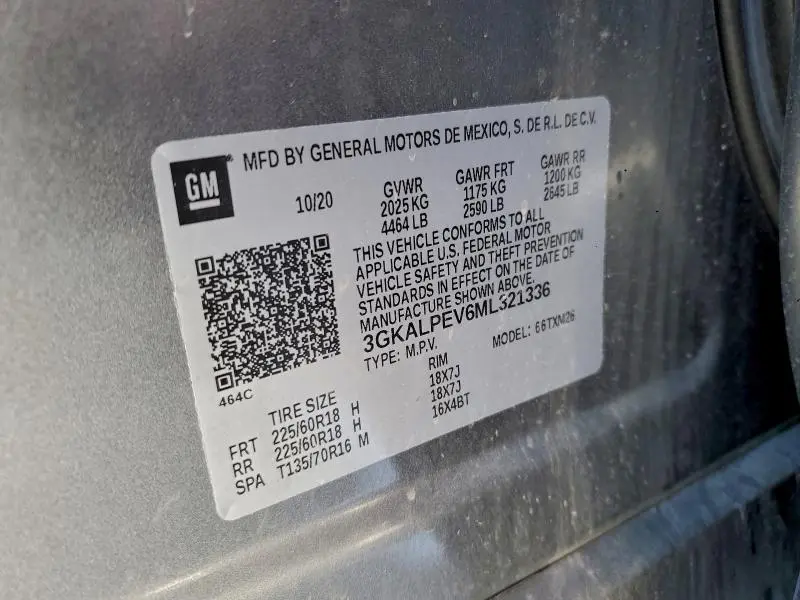 GM
MFD BY GENERAL MOTORS DE MEXICO, S. DE R.L. DE C.V.
10/20
GVWR
2025 KG
4464 LB
GAWR FRT
1175 KG
2590 LB
GAWR RR
1200 KG
2645 LB
THIS VEHICLE CONFORMS TO ALL
APPLICABLE U.S. FEDERAL MOTOR
VEHICLE SAFETY AND THEFT PREVENTION
STANDARDS IN EFFECT ON THE DATE OF
MANUFACTURE SHOWN ABOVE.
3GKALPEV6ML321336
TYPE: M.P.V. MODEL: 66TXM26
464C
TIRE SIZE RIM
FRT 225/60R18 H 18X7J
RR 225/60R18 H 18X7J
SPA T135/70R16 M 16X4BT